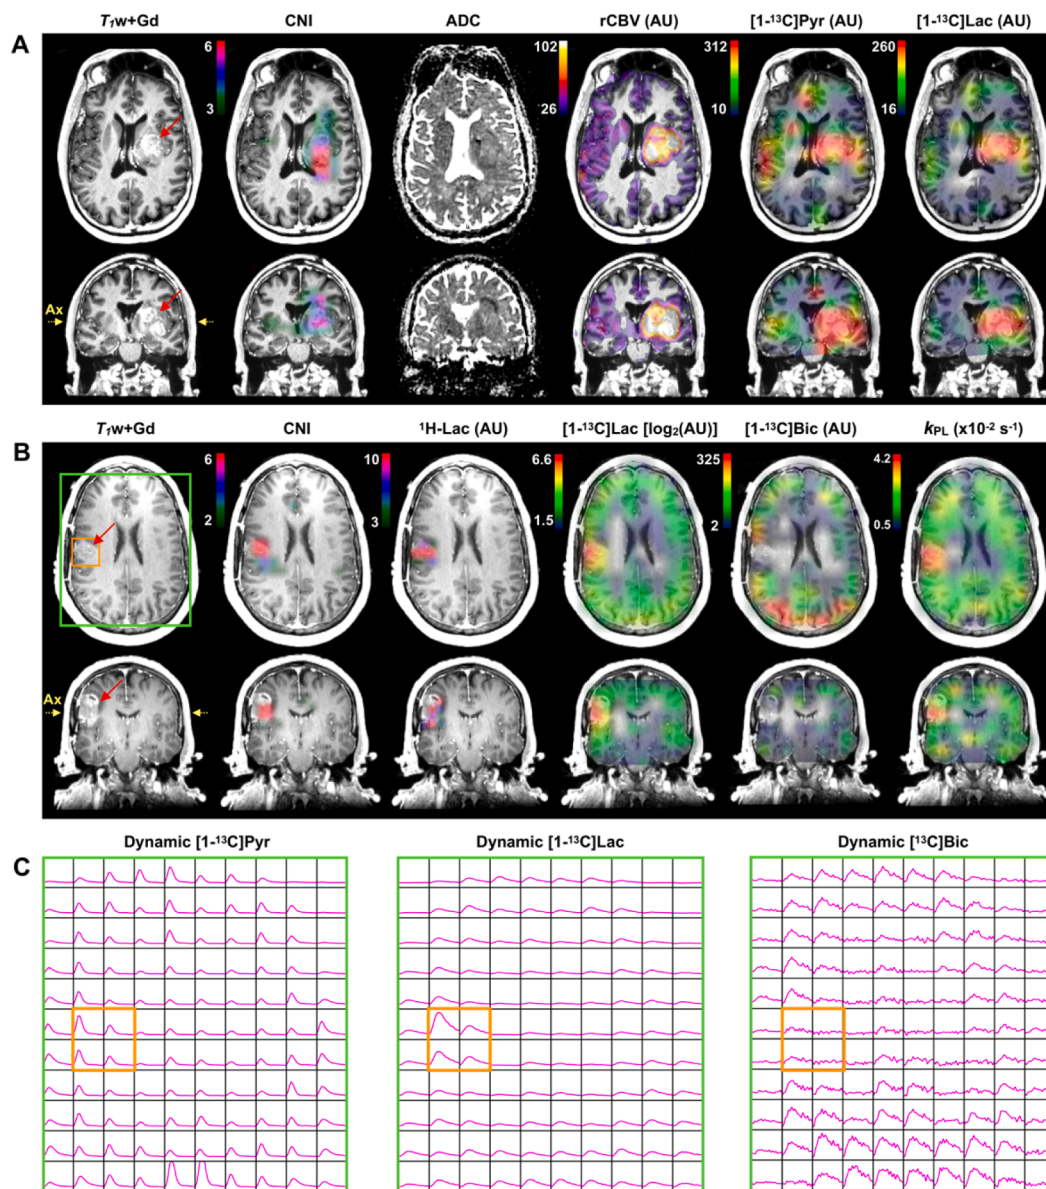 T₁w+Gd CNI ADC rCBV (AU) [1-¹³C]Pyr (AU) [1-¹³C]Lac (AU)
A
6 102 312 260
3 26 10 16
Ax
B
T₁w+Gd CNI ¹H-Lac (AU) [1-¹³C]Lac [log₂(AU)] [1-¹³C]Bic (AU) kPL (x10⁻² s⁻¹)
6 10 6.6 325 4.2
2 3 1.5 2 0.5
Ax
C
Dynamic [1-¹³C]Pyr Dynamic [1-¹³C]Lac Dynamic [¹³C]Bic